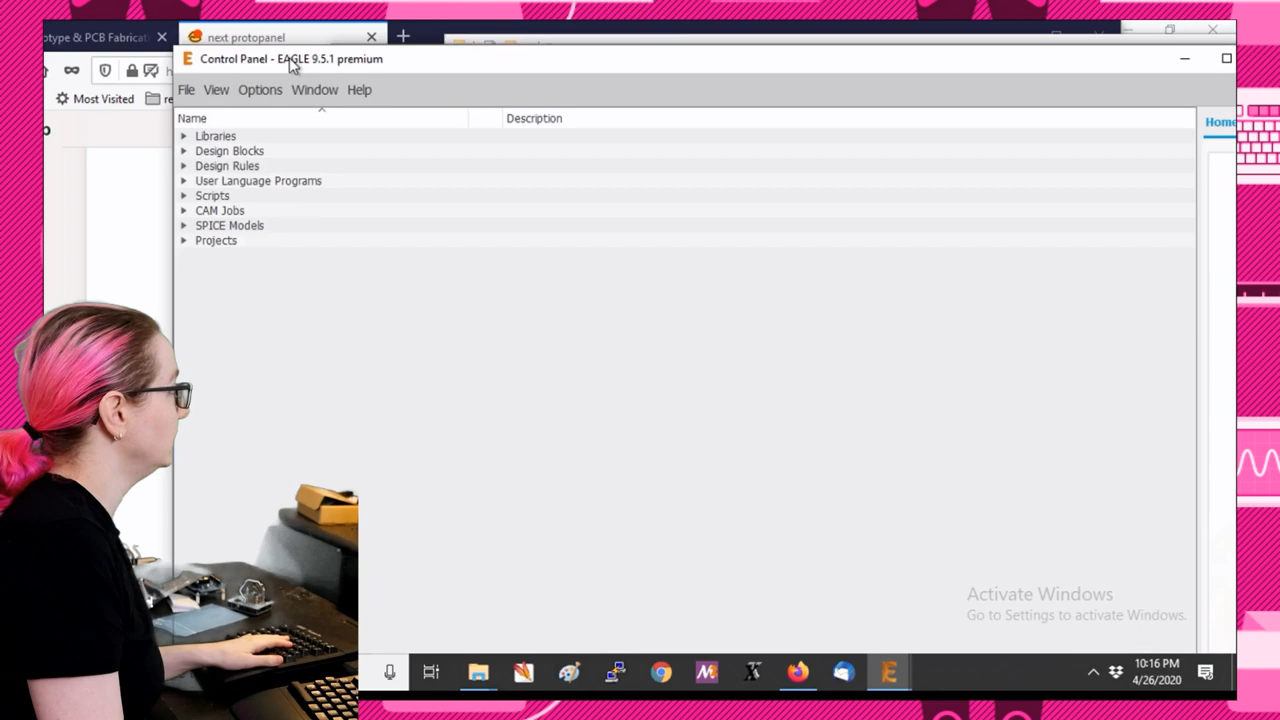 otype & PCB Fabricat
next protopanel
Control Panel - EAGLE 9.5.1 premium
Most Visited
re
File View Options Window Help
Name Description
Home
Libraries
Design Blocks
Design Rules
User Language Programs
Scripts
CAM Jobs
SPICE Models
Projects
Activate Windows
Go to Settings to activate Windows.
10:16 PM
4/26/2020